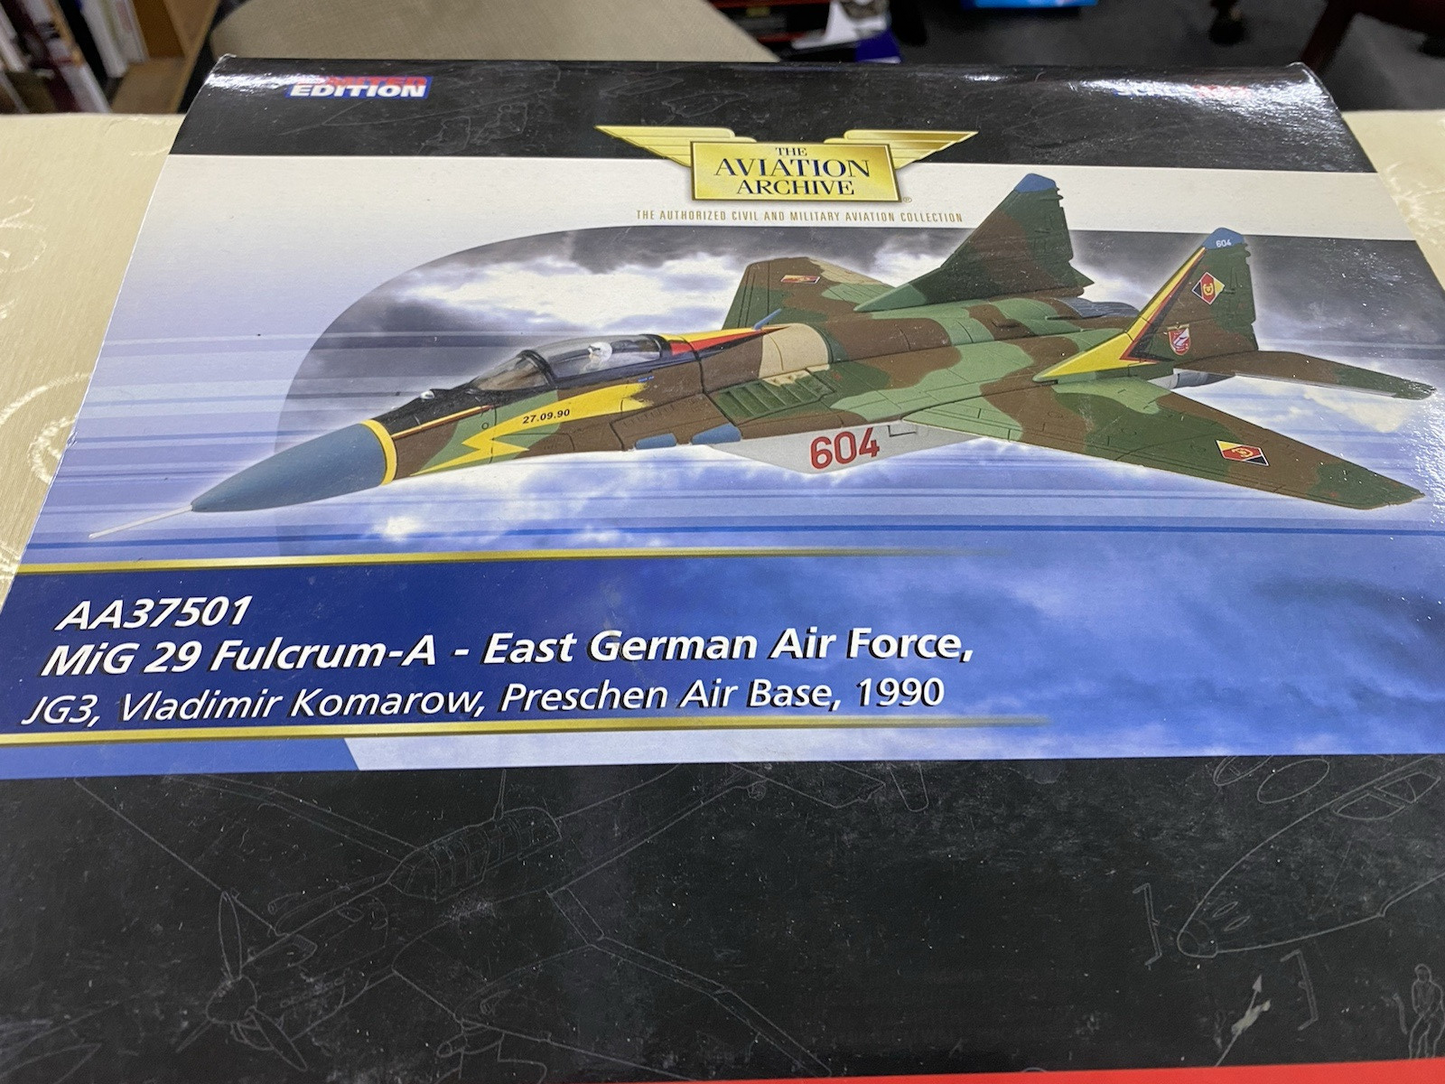 LIMITED
EDITION
THE
AVIATION
ARCHIVE
®
THE AUTHORIZED CIVIL AND MILITARY AVIATION COLLECTION
604
27.09.90
604
AA37501
MiG 29 Fulcrum-A - East German Air Force,
JG3, Vladimir Komarow, Preschen Air Base, 1990